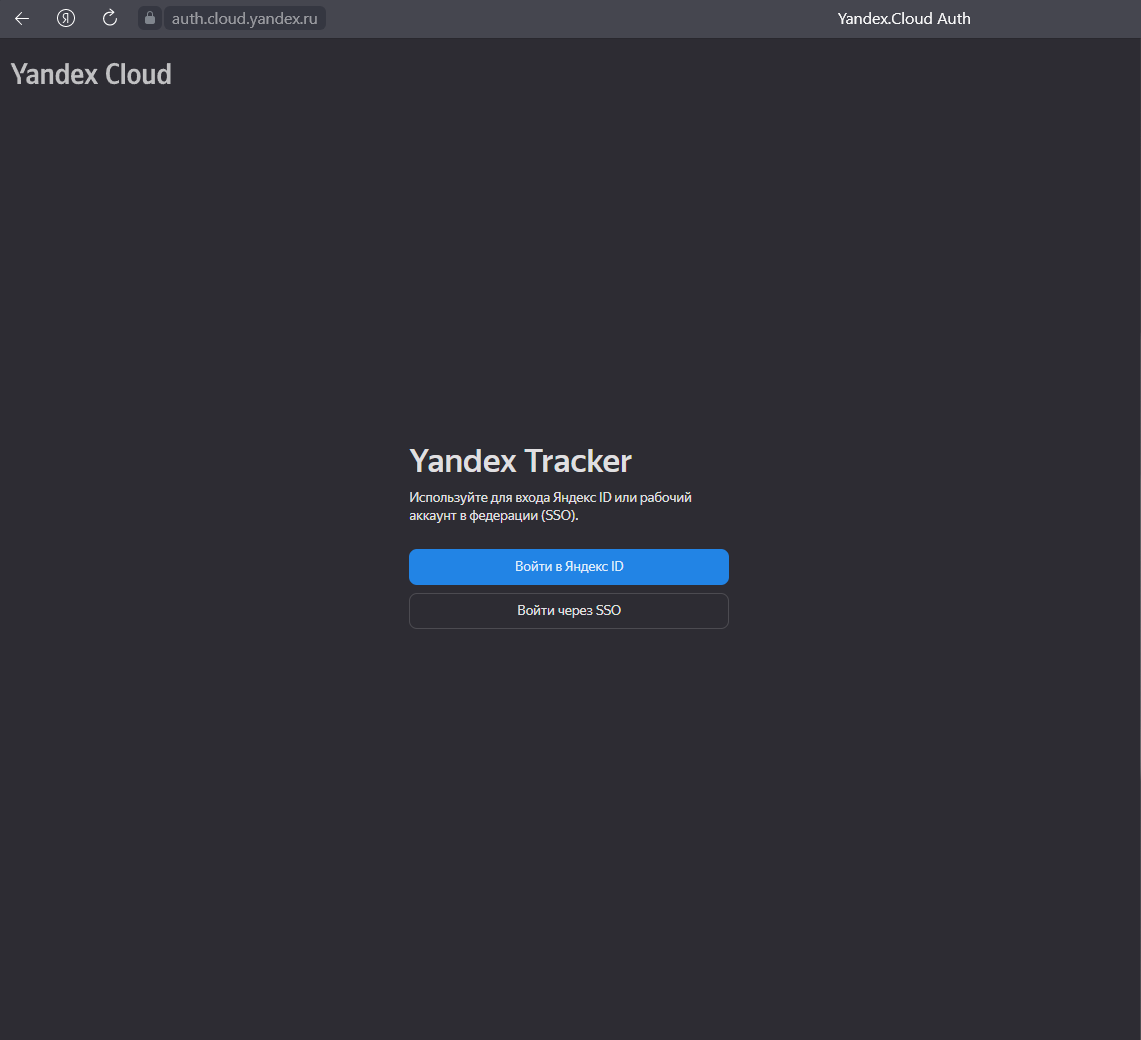 auth.cloud.yandex.ru
Yandex.Cloud Auth
Yandex Cloud
Yandex Tracker
Используйте для входа Яндекс ID или рабочий
аккаунт в федерации (SSO).
Войти в Яндекс ID
Войти через SSO